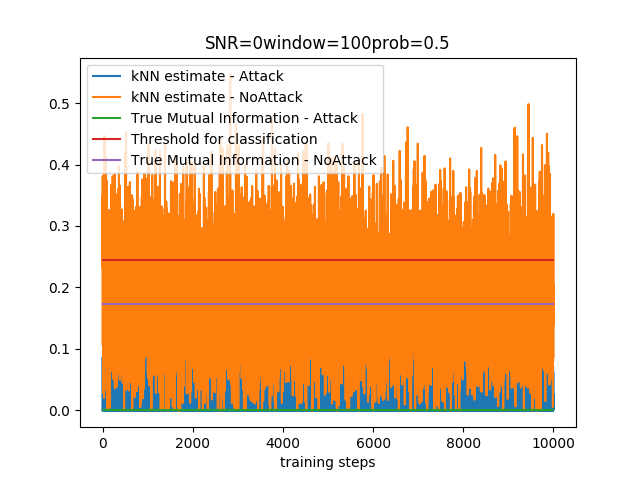 SNR=0window=100prob=0.5
kNN estimate - Attack
kNN estimate - NoAttack
True Mutual Information - Attack
Threshold for classification
True Mutual Information - NoAttack
0.5
0.4
0.3
0.2
0.1
0.0
0 2000 4000 6000 8000 10000
training steps